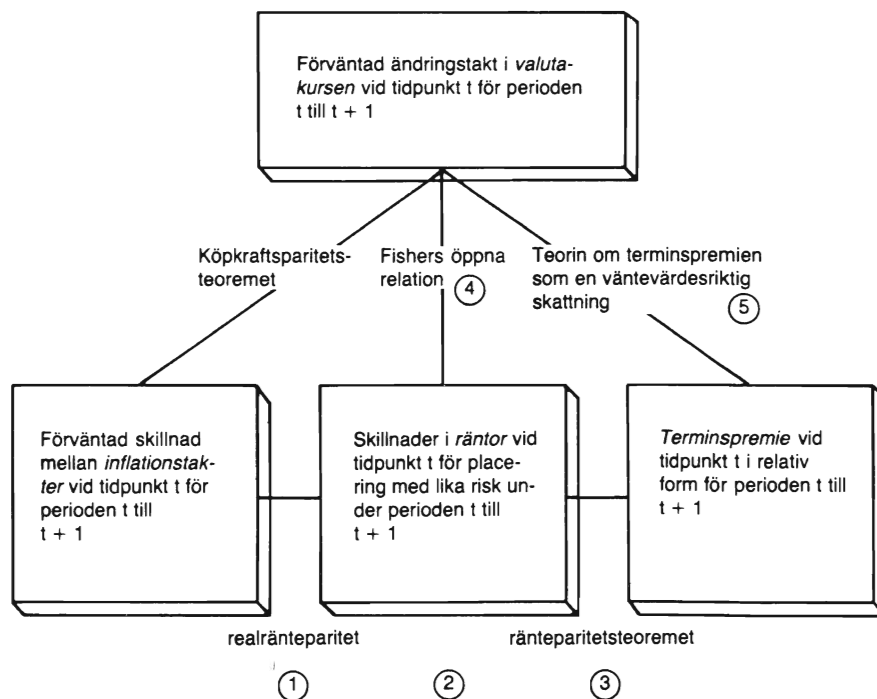 Förväntad ändringstakt i valuta-
kursen vid tidpunkt t för perioden
t till t + 1
Köpkraftsparitets-
teoremet
Fishers öppna
relation
4
Teorin om terminspremien
som en väntevärdesriktig
skattning
5
Förväntad skillnad
mellan inflationstak-
ter vid tidpunkt t för
perioden t till
t + 1
Skillnader i räntor vid
tidpunkt t för place-
ring med lika risk un-
der perioden t till
t + 1
Terminspremie vid
tidpunkt t i relativ
form för perioden t till
t + 1
realränteparitet
ränteparitetsteoremet
1
2
3